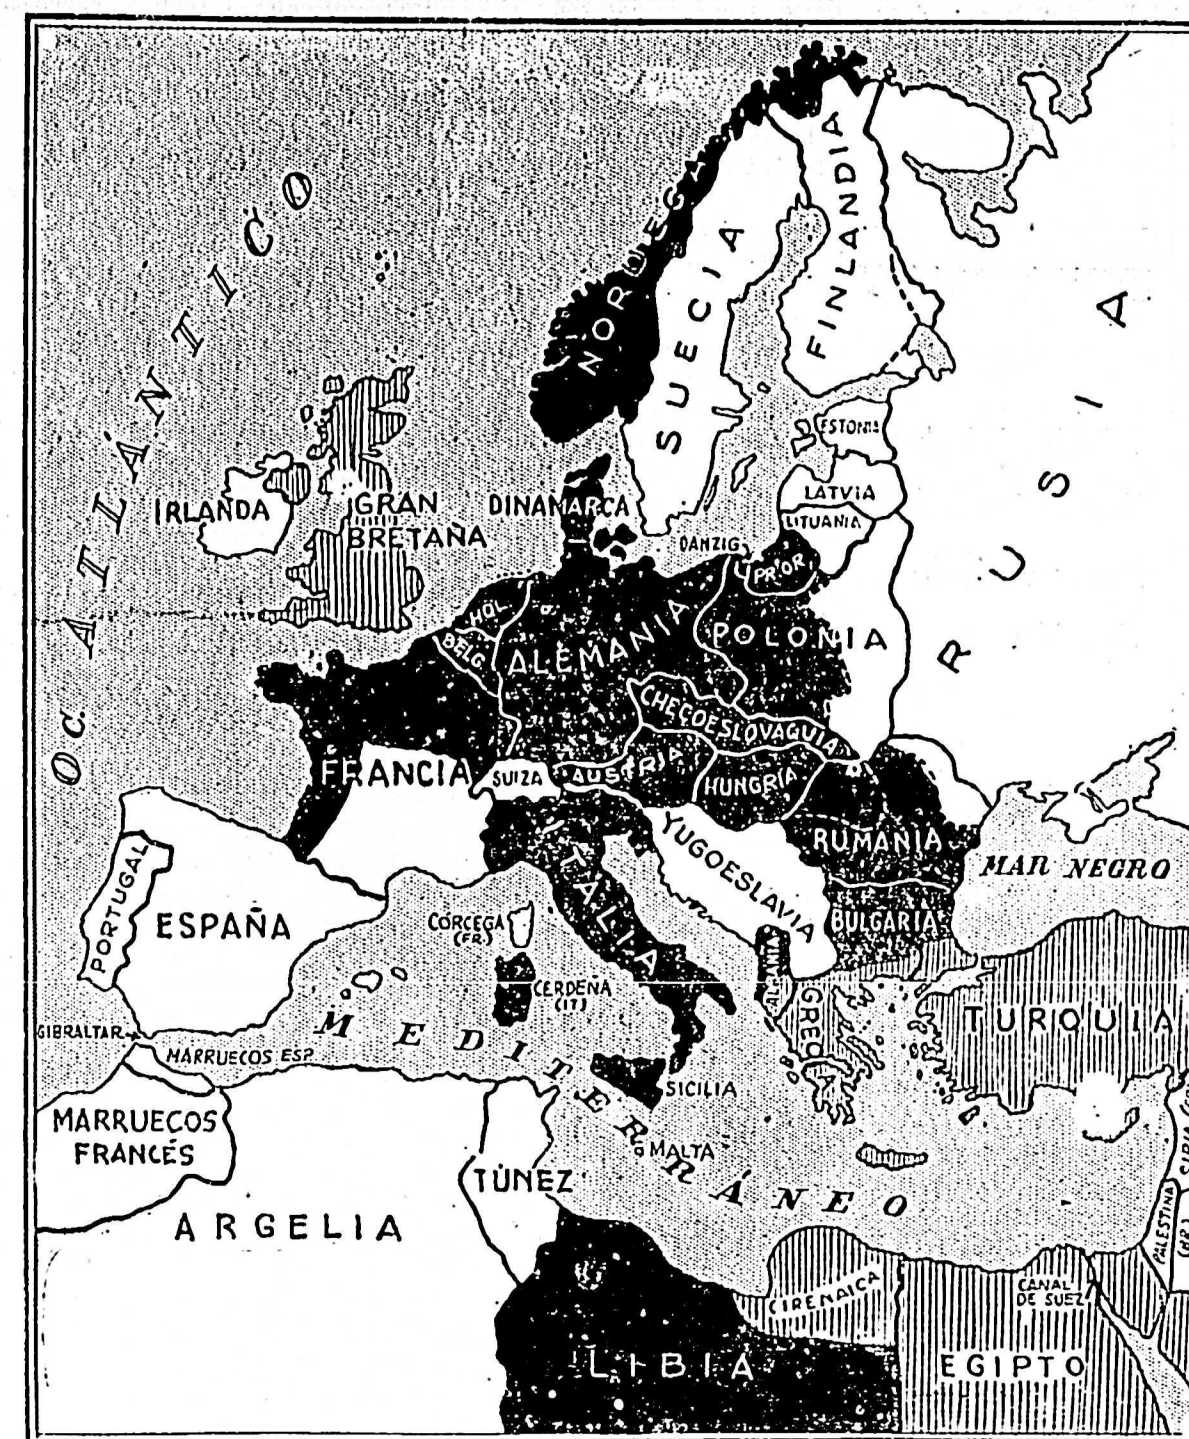 OC. ATLÁNTICO
NORUEGA
SUECIA
FINLANDIA
RUSIA
ESTONIA
LATVIA
LITUANIA
IRLANDA
GRAN
BRETAÑA
DINAMARCA
DANZIG
PR. OR.
HOL.
BELG.
ALEMANIA
POLONIA
CHECOESLOVAQUIA
FRANCIA
SUIZA
AUSTRIA
HUNGRIA
RUMANIA
YUGOESLAVIA
ITALIA
MAR NEGRO
PORTUGAL
ESPAÑA
CÓRCEGA
(FR.)
BULGARIA
ALBANIA
CERDEÑA
(IT)
GRECIA
TURQUIA
GIBRALTAR
MARRUECOS ESP.
MEDITERRÁNEO
SICILIA
MALTA
MARRUECOS
FRANCÉS
ARGELIA
TÚNEZ
SIRIA
PALESTINA
(BR.)
CIRENAICA
CANAL
DE SUEZ
LIBIA
EGIPTO